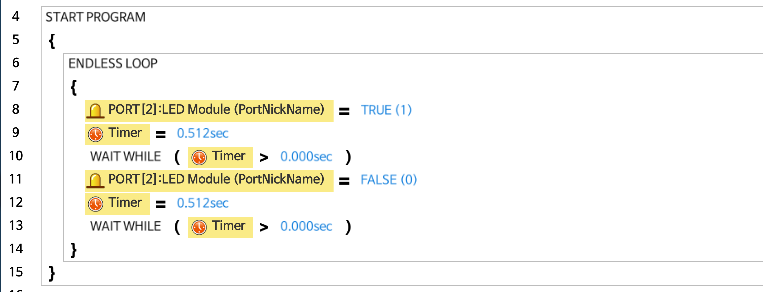 4 START PROGRAM
5 {
6 ENDLESS LOOP
7 {
8 PORT[2]:LED Module (PortNickName) = TRUE (1)
9 Timer = 0.512sec
10 WAIT WHILE ( Timer > 0.000sec )
11 PORT[2]:LED Module (PortNickName) = FALSE (0)
12 Timer = 0.512sec
13 WAIT WHILE ( Timer > 0.000sec )
14 }
15 }